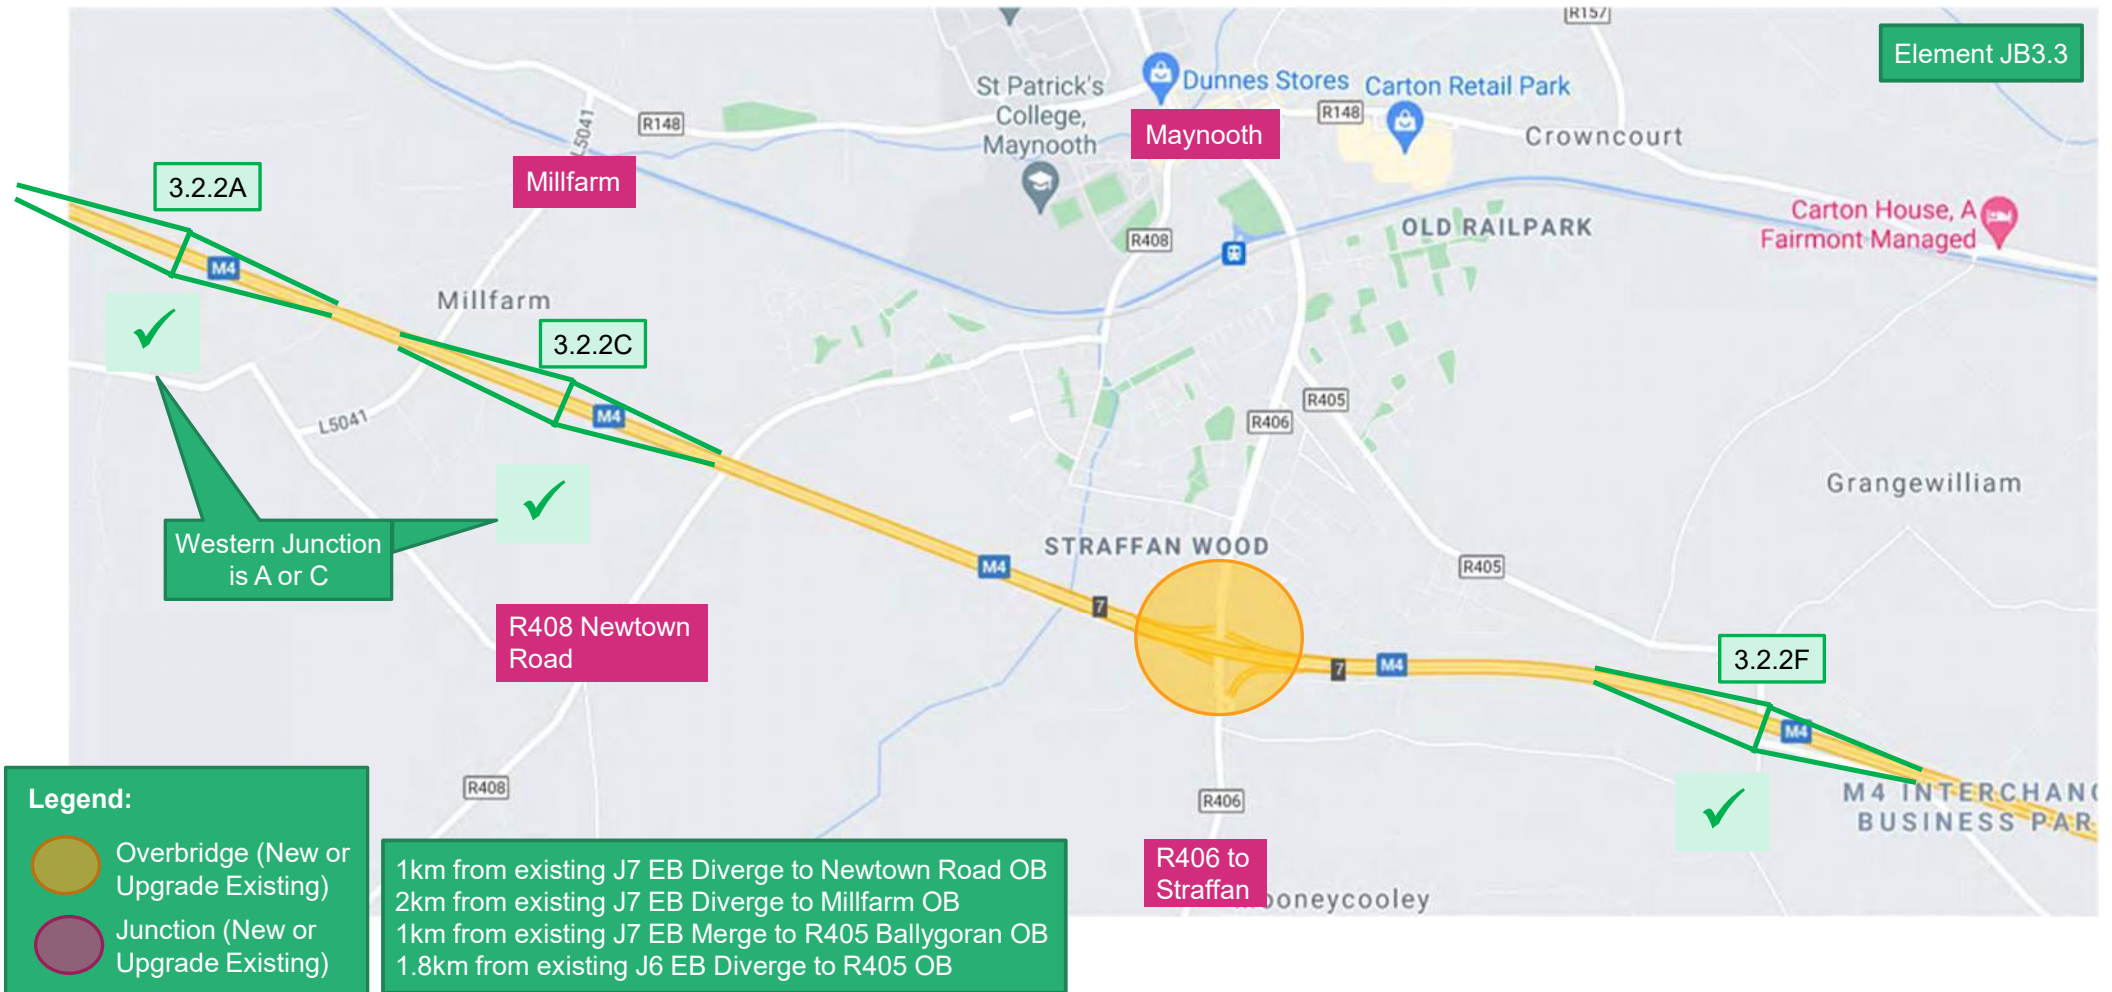 R157
Element JB3.3
St Patrick's
College,
Maynooth
Dunnes Stores
Carton Retail Park
R148
L5041
Maynooth
R148
Crowncourt
3.2.2A
Millfarm
Carton House, A
Fairmont Managed
R408
OLD RAILPARK
M4
Millfarm
3.2.2C
L5041
M4
R406
R405
Grangewilliam
Western Junction
is A or C
STRAFFAN WOOD
M4
R405
7
R408 Newtown
Road
7
M4
3.2.2F
M4
R408
R406
M4 INTERCHANG
BUSINESS PAR
Legend:
Overbridge (New or
Upgrade Existing)
Junction (New or
Upgrade Existing)
1km from existing J7 EB Diverge to Newtown Road OB
2km from existing J7 EB Diverge to Millfarm OB
1km from existing J7 EB Merge to R405 Ballygoran OB
1.8km from existing J6 EB Diverge to R405 OB
R406 to
Straffan
ooneycooley